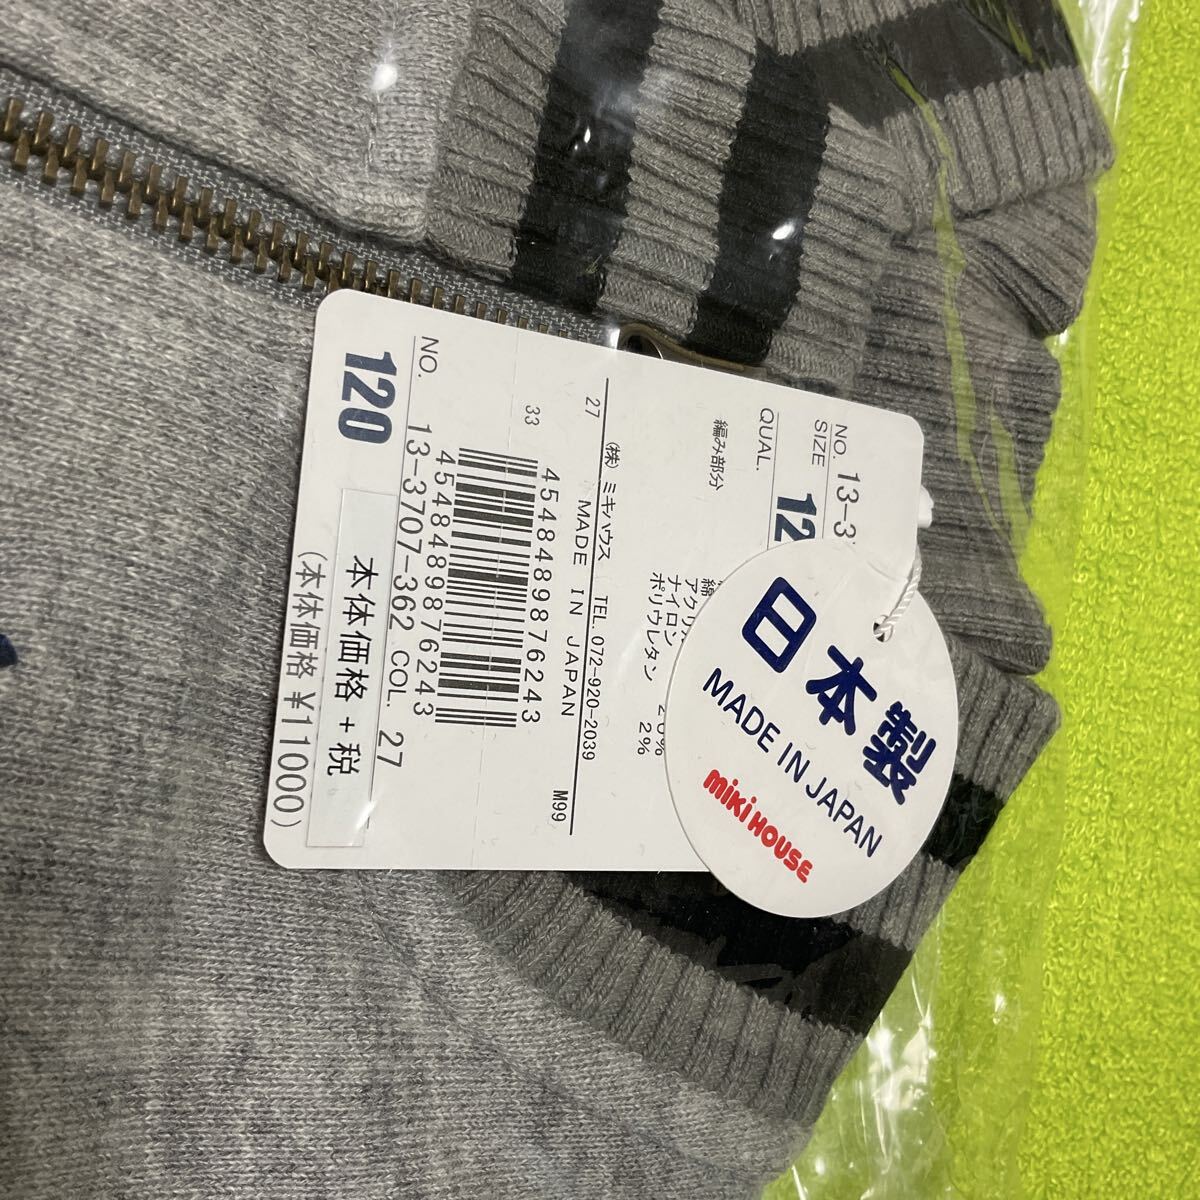 NO. 13-3
SIZE 12
QUAL.
編み部分
綿
アクリ
ナイロン 20%
ポリウレタン 2%
M99
27 (株)ミキハウス TEL.072-920-2039
MADE IN JAPAN
33 4548489876243
4548489876243
NO. 13-3707-362 COL. 27
120 本体価格+税
(本体価格¥11000)
日本製
MADE IN JAPAN
mikiHOUSE